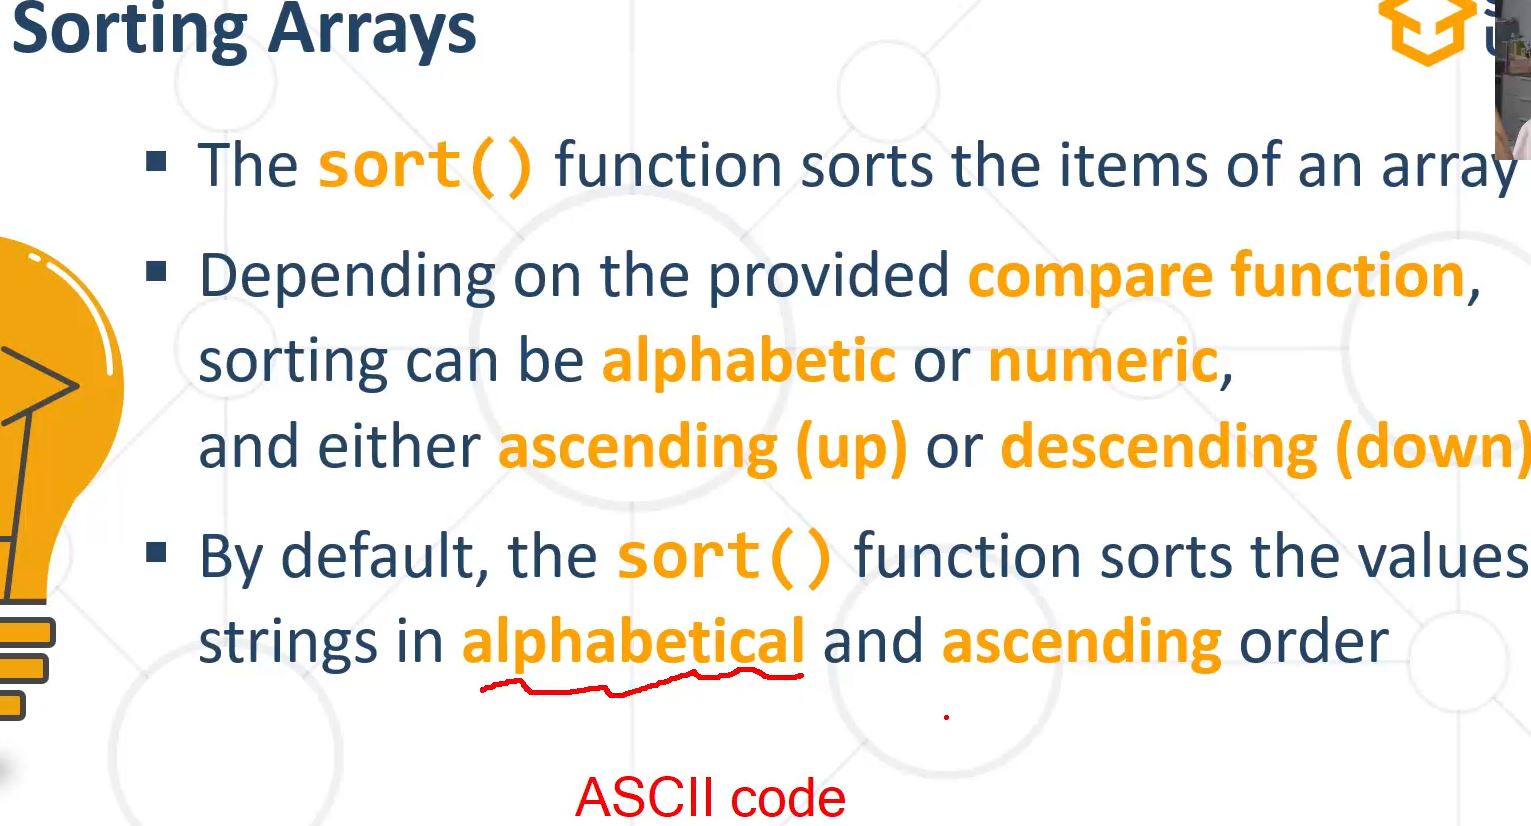 Sorting Arrays
The sort() function sorts the items of an array
Depending on the provided compare function,
sorting can be alphabetic or numeric,
and either ascending (up) or descending (down)
By default, the sort() function sorts the values
strings in alphabetical and ascending order
ASCII code